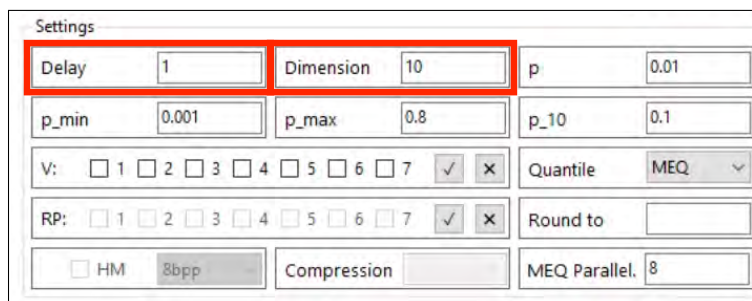 Settings
Delay 1 Dimension 10 p 0.01
p_min 0.001 p_max 0.8 p_10 0.1
V: 1 2 3 4 5 6 7 √ × Quantile MEQ
RP: 1 2 3 4 5 6 7 √ × Round to
HM 8bpp Compression MEQ Parallel. 8